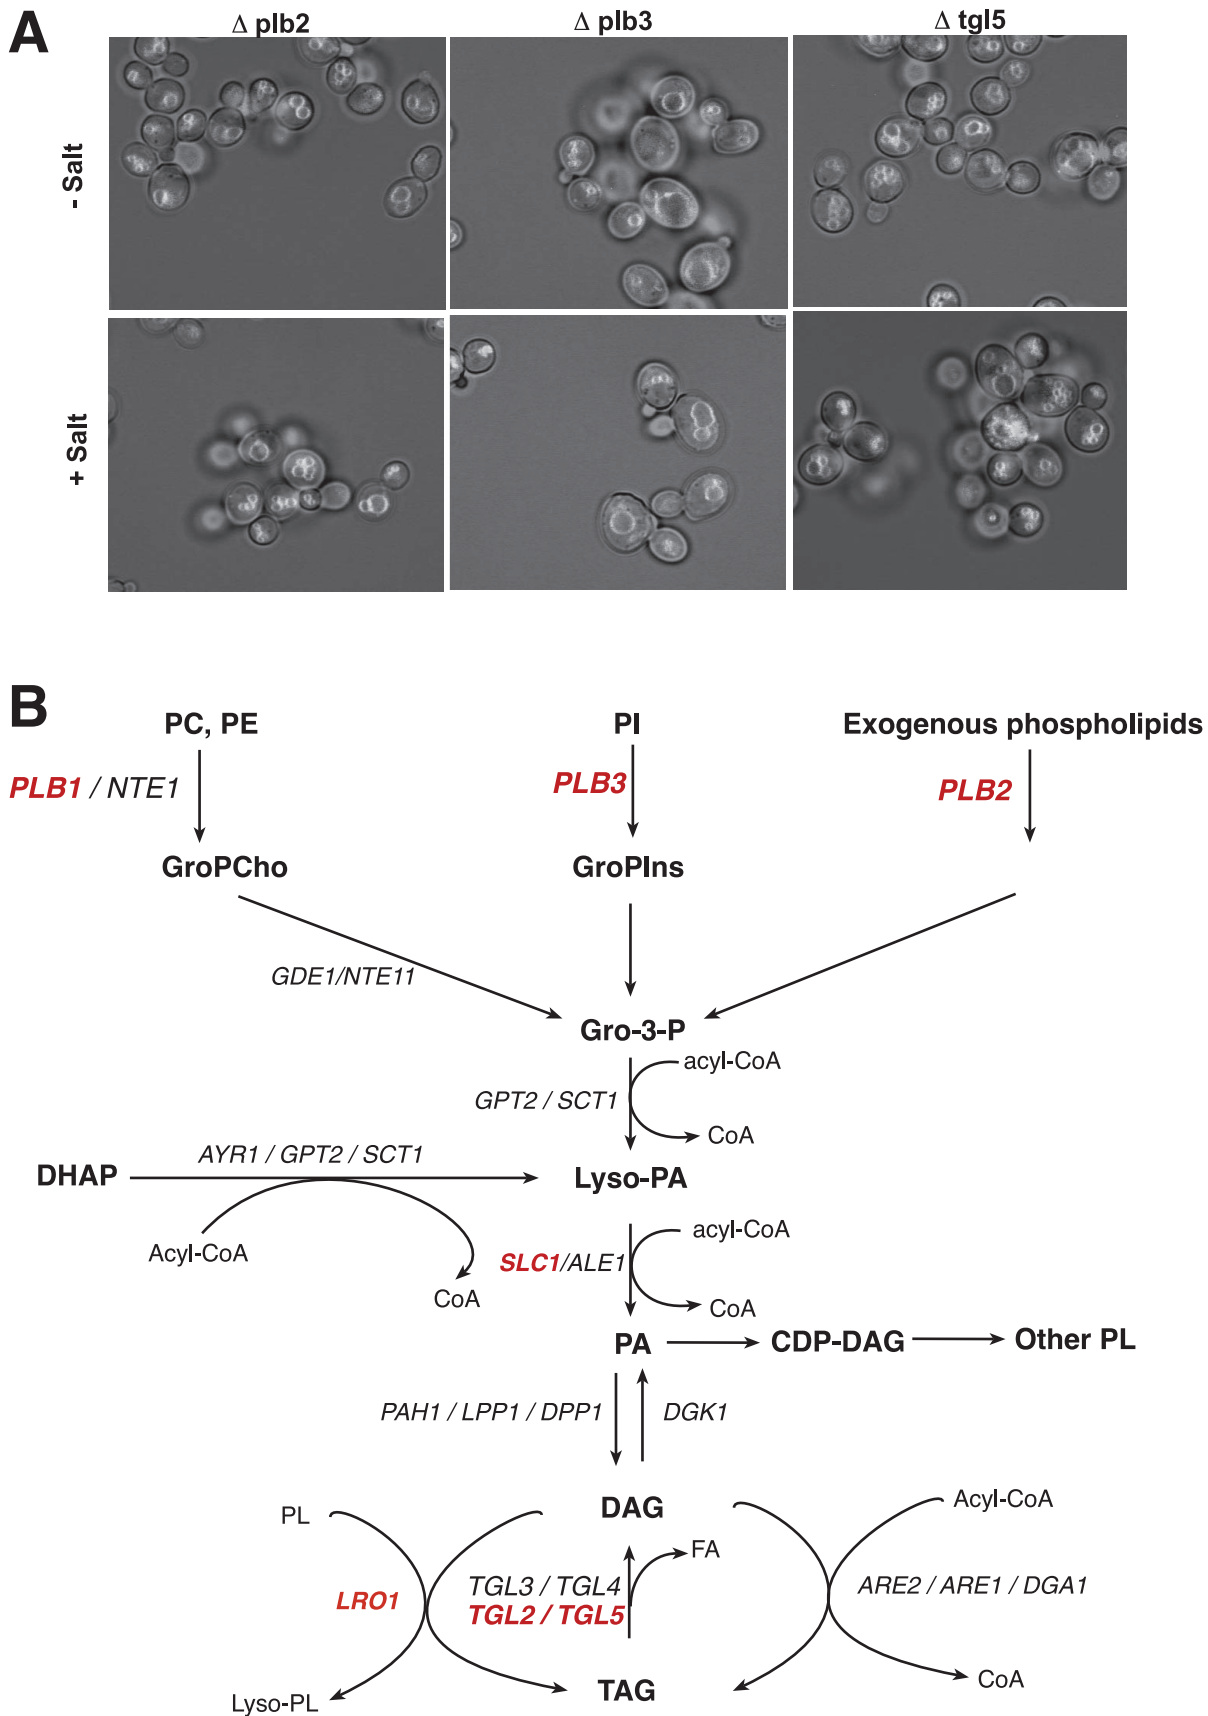 A
Δ plb2
Δ plb3
Δ tgl5
- Salt
+ Salt
B
PC, PE
PI
Exogenous phospholipids
PLB1 / NTE1
PLB3
PLB2
GroPCho
GroPIns
GDE1/NTE11
Gro-3-P
acyl-CoA
GPT2 / SCT1
CoA
AYR1 / GPT2 / SCT1
DHAP
Lyso-PA
Acyl-CoA
acyl-CoA
SLC1/ALE1
CoA
CoA
PA
CDP-DAG
Other PL
PAH1 / LPP1 / DPP1
DGK1
PL
DAG
Acyl-CoA
FA
TGL3 / TGL4
ARE2 / ARE1 / DGA1
LRO1
TGL2 / TGL5
Lyso-PL
TAG
CoA